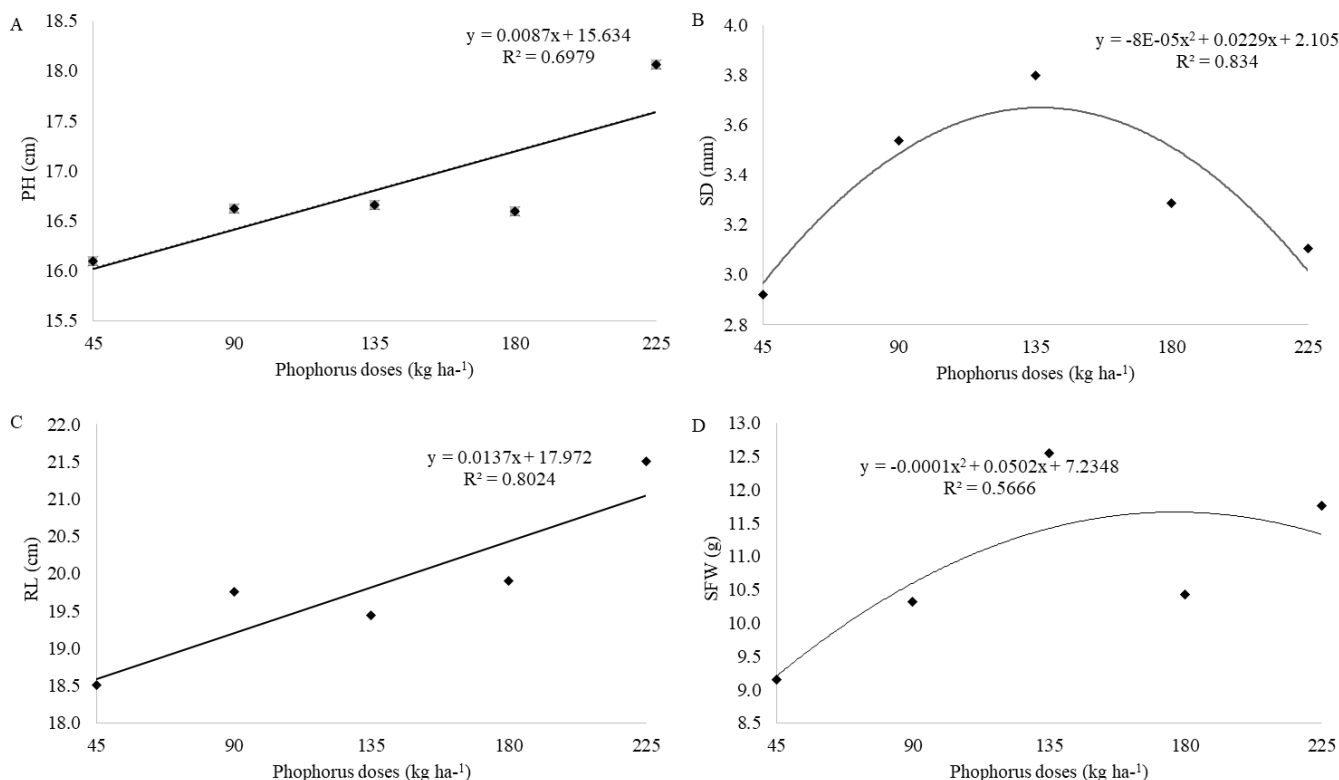 A
y = 0.0087x + 15.634
R² = 0.6979
PH (cm)
18.5
18.0
17.5
17.0
16.5
16.0
15.5
45 90 135 180 225
Phophorus doses (kg ha-¹)
B
y = -8E-05x² + 0.0229x + 2.105
R² = 0.834
SD (mm)
4.0
3.8
3.6
3.4
3.2
3.0
2.8
45 90 135 180 225
Phophorus doses (kg ha-¹)
C
y = 0.0137x + 17.972
R² = 0.8024
RL (cm)
22.0
21.5
21.0
20.5
20.0
19.5
19.0
18.5
18.0
45 90 135 180 225
Phophorus doses (kg ha-¹)
D
y = -0.0001x² + 0.0502x + 7.2348
R² = 0.5666
SFW (g)
13.0
12.5
12.0
11.5
11.0
10.5
10.0
9.5
9.0
8.5
45 90 135 180 225
Phophorus doses (kg ha-¹)